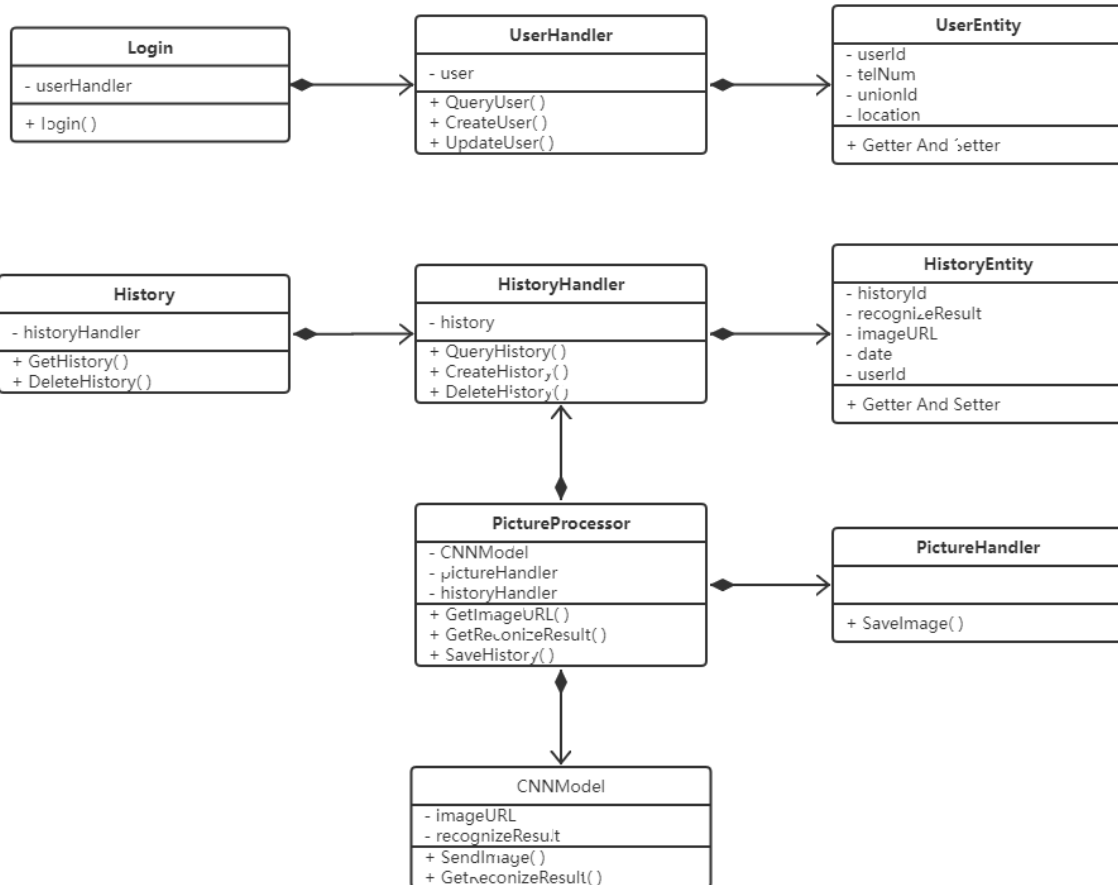 Login
- userHandler
+ login()
UserHandler
- user
+ QueryUser()
+ CreateUser()
+ UpdateUser()
UserEntity
- userId
- telNum
- unionId
- location
+ Getter And Setter
History
- historyHandler
+ GetHistory()
+ DeleteHistory()
HistoryHandler
- history
+ QueryHistory()
+ CreateHistory()
+ DeleteHistory()
HistoryEntity
- historyId
- recognizeResult
- imageURL
- date
- userId
+ Getter And Setter
PictureProcessor
- CNNModel
- pictureHandler
- historyHandler
+ GetImageURL()
+ GetReconizeResult()
+ SaveHistory()
PictureHandler
+ SaveImage()
CNNModel
- imageURL
- recognizeResult
+ SendImage()
+ GetReconizeResult()